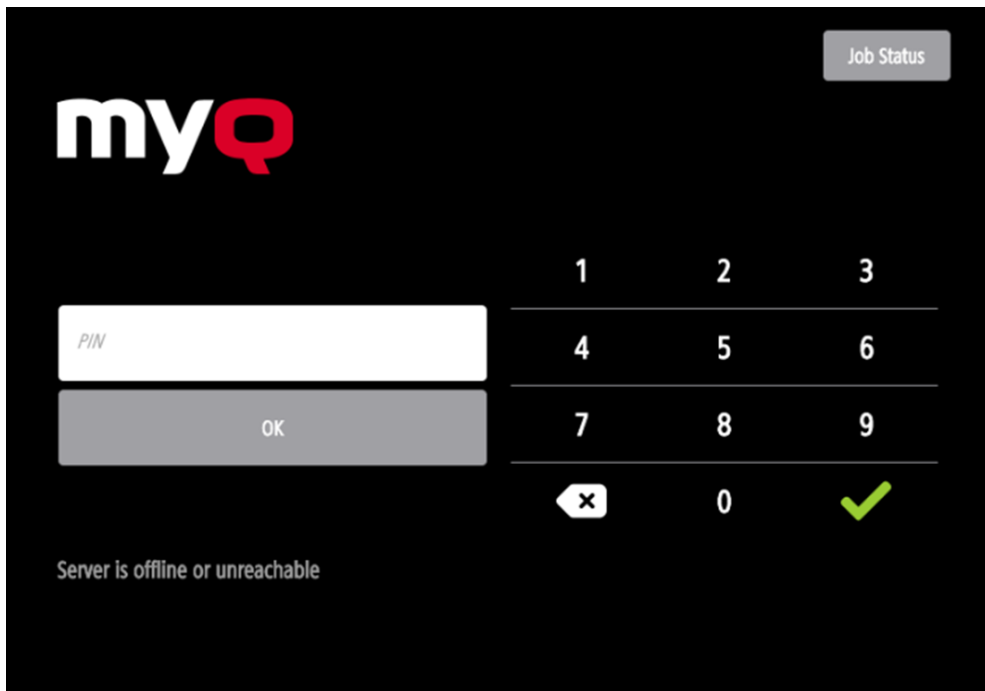 Job Status
myQ
1 2 3
PIN
4 5 6
OK
7 8 9
0
Server is offline or unreachable